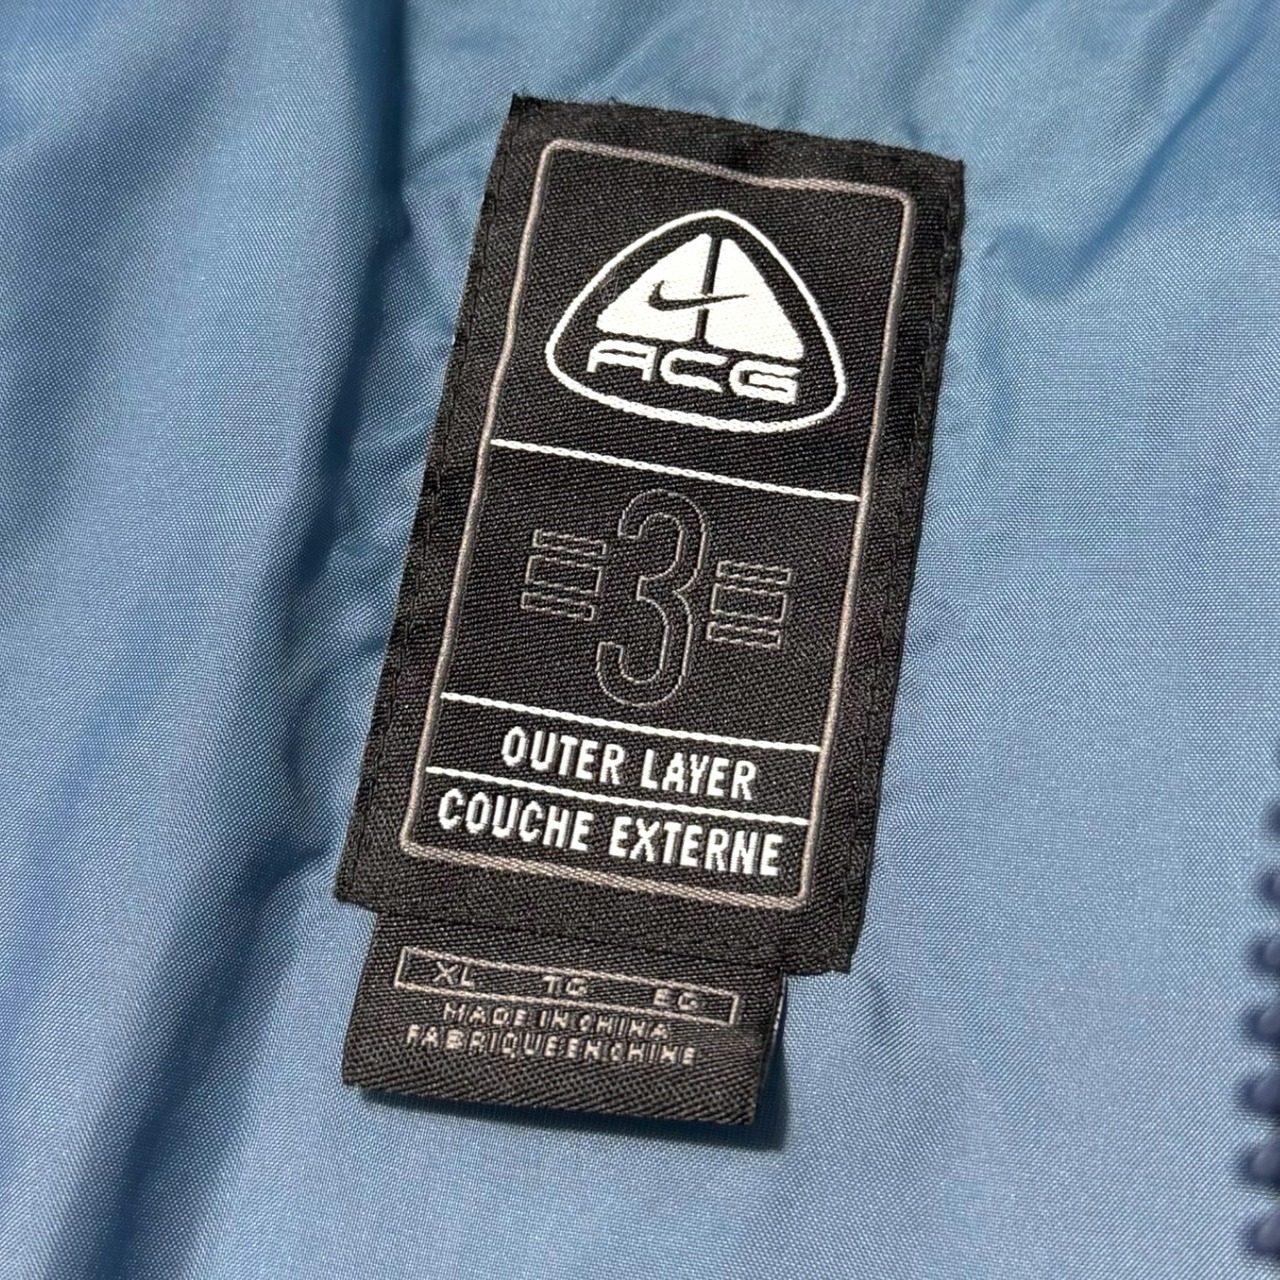 ACG
3
OUTER LAYER
COUCHE EXTERNE
XL TG EG
MADE IN CHINA
FABRIQUE EN CHINE